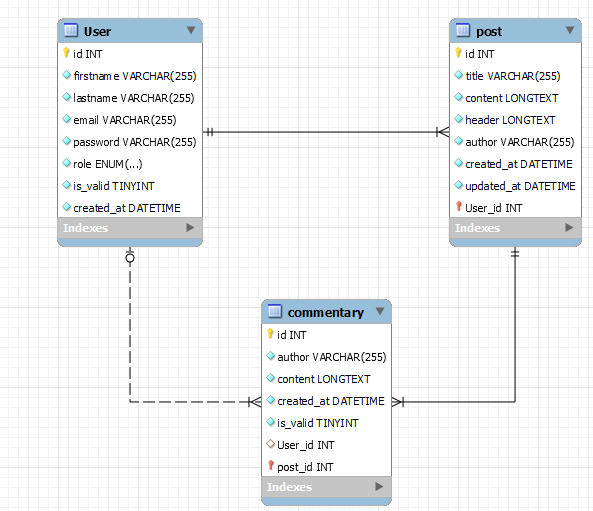 User
id INT
firstname VARCHAR(255)
lastname VARCHAR(255)
email VARCHAR(255)
password VARCHAR(255)
role ENUM(...)
is_valid TINYINT
created_at DATETIME
Indexes
post
id INT
title VARCHAR(255)
content LONGTEXT
header LONGTEXT
author VARCHAR(255)
created_at DATETIME
updated_at DATETIME
User_id INT
Indexes
commentary
id INT
author VARCHAR(255)
content LONGTEXT
created_at DATETIME
is_valid TINYINT
User_id INT
post_id INT
Indexes